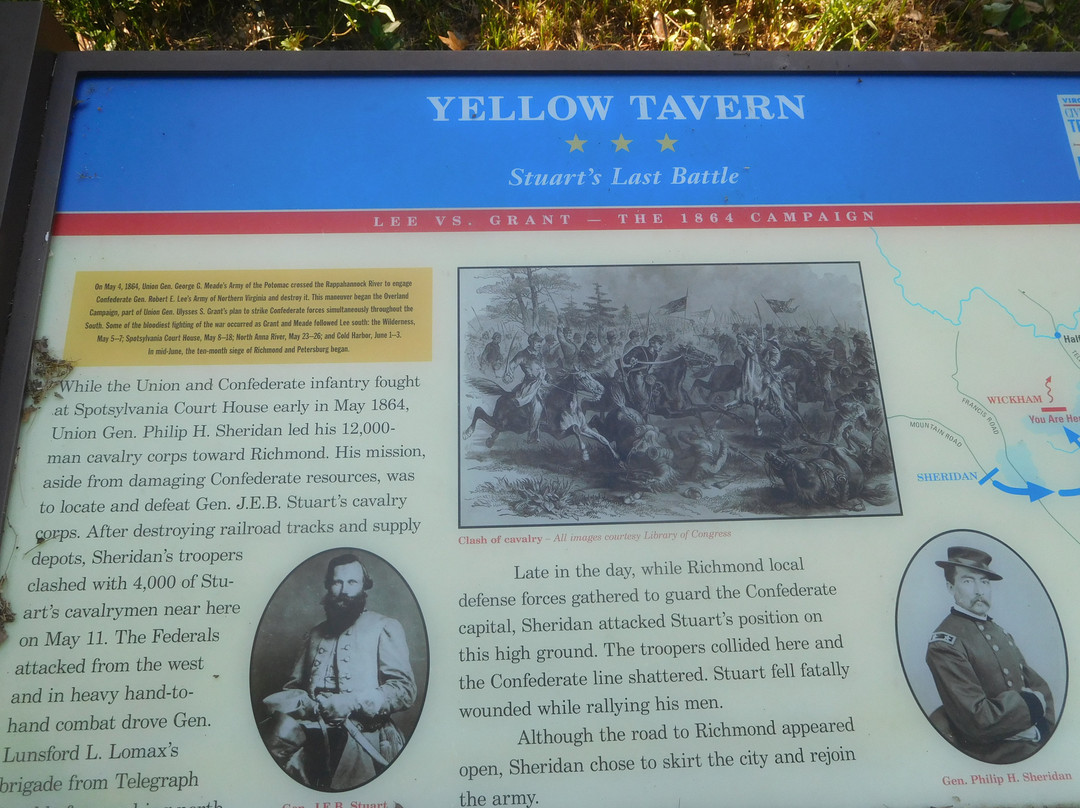 YELLOW TAVERN
Stuart's Last Battle
LEE VS. GRANT — THE 1864 CAMPAIGN
On May 4, 1864, Union Gen. George G. Meade's Army of the Potomac crossed the Rappahannock River to engage
Confederate Gen. Robert E. Lee's Army of Northern Virginia and destroy it. This maneuver began the Overland
Campaign, part of Union Gen. Ulysses S. Grant's plan to strike Confederate forces simultaneously throughout the
South. Some of the bloodiest fighting of the war occurred as Grant and Meade followed Lee south: the Wilderness,
May 5–7; Spotsylvania Court House, May 8–18; North Anna River, May 23–26; and Cold Harbor, June 1–3.
In mid-June, the ten-month siege of Richmond and Petersburg began.
While the Union and Confederate infantry fought
at Spotsylvania Court House early in May 1864,
Union Gen. Philip H. Sheridan led his 12,000-
man cavalry corps toward Richmond. His mission,
aside from damaging Confederate resources, was
to locate and defeat Gen. J.E.B. Stuart's cavalry
corps. After destroying railroad tracks and supply
depots, Sheridan's troopers
clashed with 4,000 of Stu-
art's cavalrymen near here
on May 11. The Federals
attacked from the west
and in heavy hand-to-
hand combat drove Gen.
Lunsford L. Lomax's
brigade from Telegraph
north
Gen. J.E.B. Stuart
Clash of cavalry – All images courtesy Library of Congress
Late in the day, while Richmond local
defense forces gathered to guard the Confederate
capital, Sheridan attacked Stuart's position on
this high ground. The troopers collided here and
the Confederate line shattered. Stuart fell fatally
wounded while rallying his men.
Although the road to Richmond appeared
open, Sheridan chose to skirt the city and rejoin
the army.
WICKHAM
You Are He
FRANCIS ROAD
MOUNTAIN ROAD
SHERIDAN
Half
Gen. Philip H. Sheridan